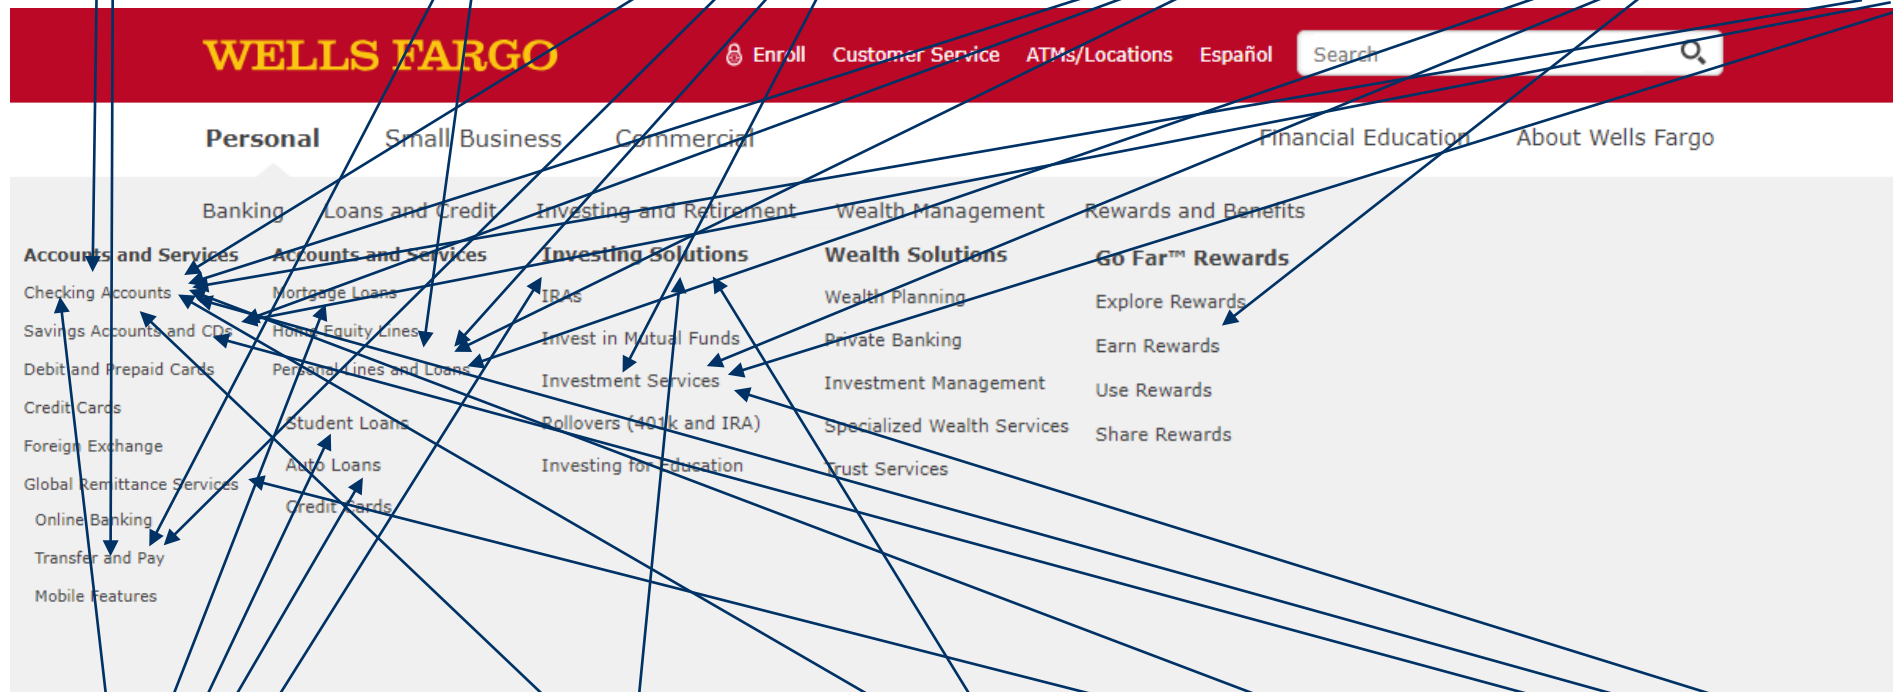 WELLS FARGO
Enroll Customer Service ATMs/Locations Español Search
Personal Small Business Commercial Financial Education About Wells Fargo
Banking Loans and Credit Investing and Retirement Wealth Management Rewards and Benefits
Accounts and Services
Checking Accounts
Savings Accounts and CDs
Debit and Prepaid Cards
Credit Cards
Foreign Exchange
Global Remittance Services
Online Banking
Transfer and Pay
Mobile Features
Accounts and Services
Mortgage Loans
Home Equity Lines
Personal Lines and Loans
Student Loans
Auto Loans
Credit Cards
Investing Solutions
IRAs
Invest in Mutual Funds
Investment Services
Rollovers (401k and IRA)
Investing for Education
Wealth Solutions
Wealth Planning
Private Banking
Investment Management
Specialized Wealth Services
Trust Services
Go Far™ Rewards
Explore Rewards
Earn Rewards
Use Rewards
Share Rewards